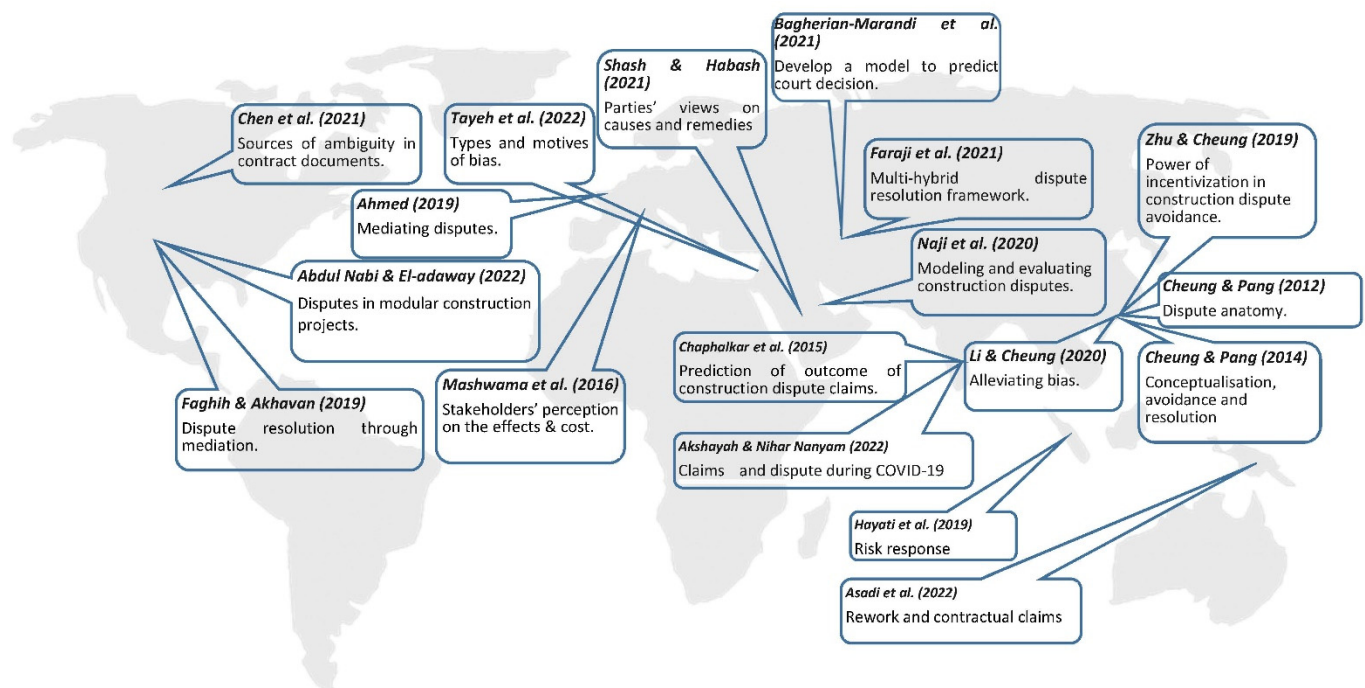 Bagherian-Marandi et al.
(2021)
Develop a model to predict
court decision.
Shash & Habash
(2021)
Parties' views on
causes and remedies
Chen et al. (2021)
Sources of ambiguity in
contract documents.
Tayeh et al. (2022)
Types and motives
of bias.
Zhu & Cheung (2019)
Power of
incentivization in
construction dispute
avoidance.
Faraji et al. (2021)
Multi-hybrid dispute
resolution framework.
Ahmed (2019)
Mediating disputes.
Naji et al. (2020)
Modeling and evaluating
construction disputes.
Abdul Nabi & El-adaway (2022)
Disputes in modular construction
projects.
Cheung & Pang (2012)
Dispute anatomy.
Chaphalkar et al. (2015)
Prediction of outcome of
construction dispute claims.
Li & Cheung (2020)
Alleviating bias.
Cheung & Pang (2014)
Conceptualisation,
avoidance and
resolution
Faghih & Akhavan (2019)
Dispute resolution through
mediation.
Mashwama et al. (2016)
Stakeholders' perception
on the effects & cost.
Akshayah & Nihar Nanyam (2022)
Claims and dispute during COVID-19
Hayati et al. (2019)
Risk response
Asadi et al. (2022)
Rework and contractual claims